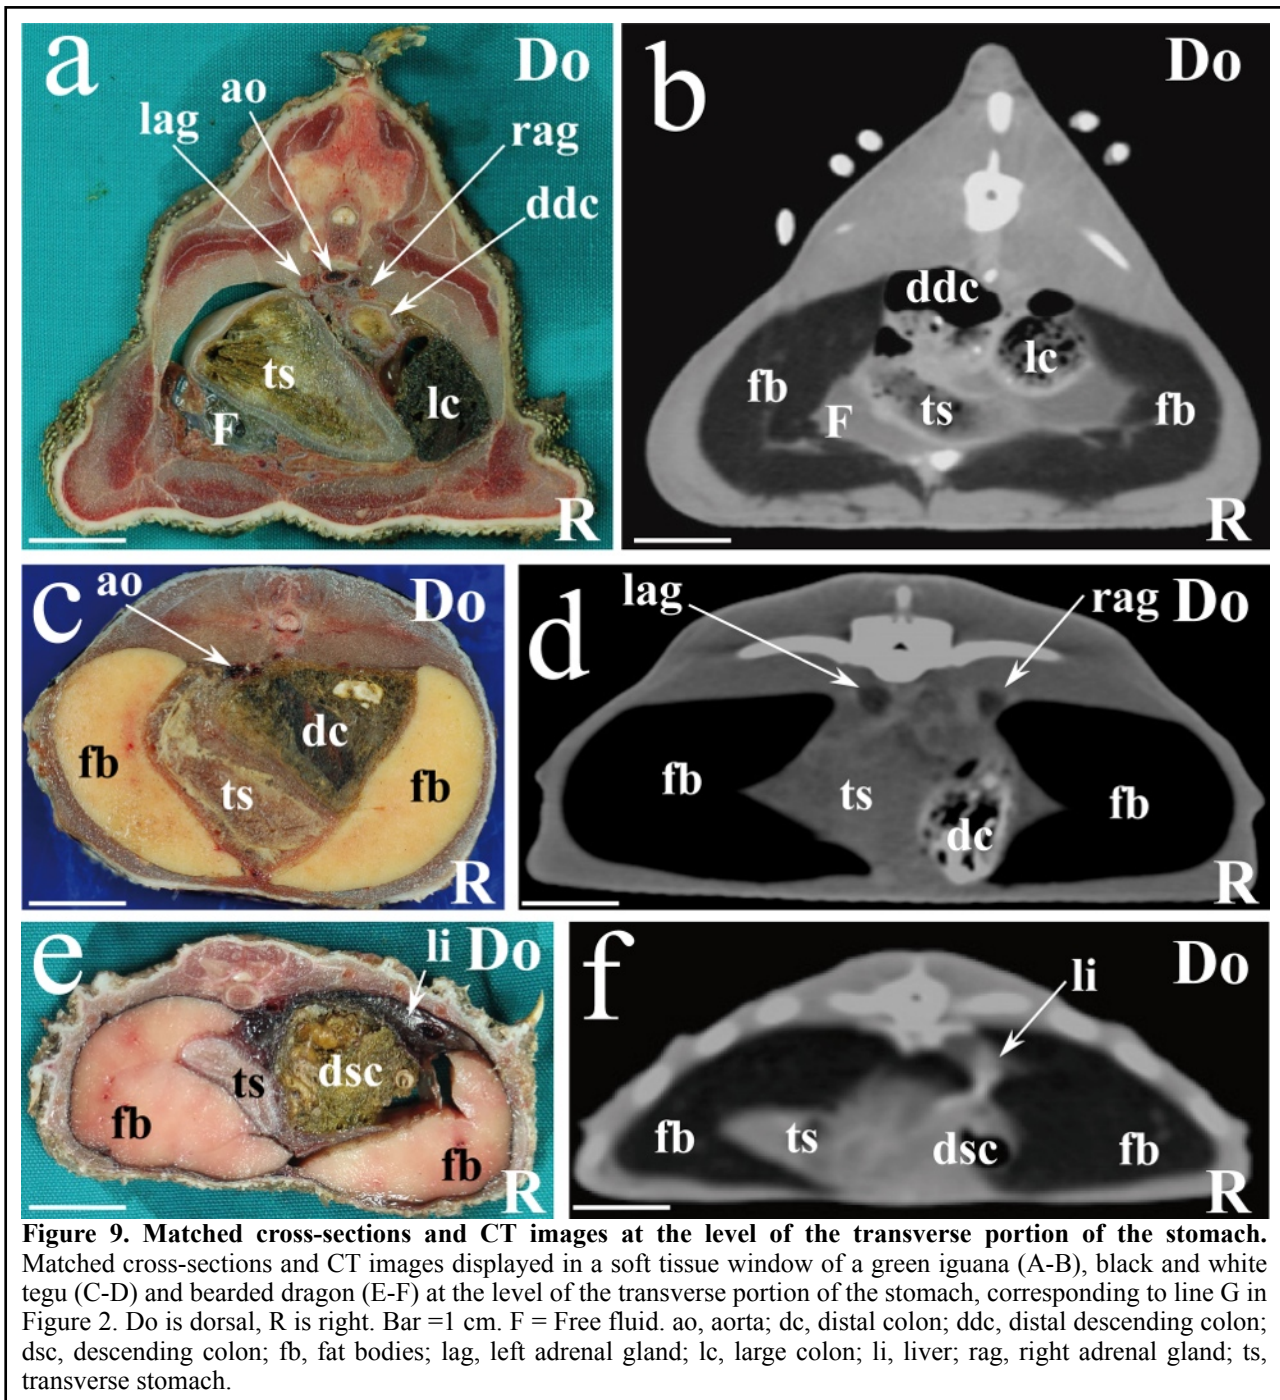 a
Do
ao
lag
rag
ddc
ts
F
lc
R
b
Do
ddc
lc
fb
ts
F
fb
R
c
ao
Do
dc
fb
ts
fb
R
d
lag
rag Do
fb
ts
fb
dc
R
e
li Do
ts
dsc
fb
fb
R
f
Do
li
fb
ts
dsc
fb
R
Figure 9. Matched cross-sections and CT images at the level of the transverse portion of the stomach.
Matched cross-sections and CT images displayed in a soft tissue window of a green iguana (A-B), black and white
tegu (C-D) and bearded dragon (E-F) at the level of the transverse portion of the stomach, corresponding to line G in
Figure 2. Do is dorsal, R is right. Bar =1 cm. F = Free fluid. ao, aorta; dc, distal colon; ddc, distal descending colon;
dsc, descending colon; fb, fat bodies; lag, left adrenal gland; lc, large colon; li, liver; rag, right adrenal gland; ts,
transverse stomach.